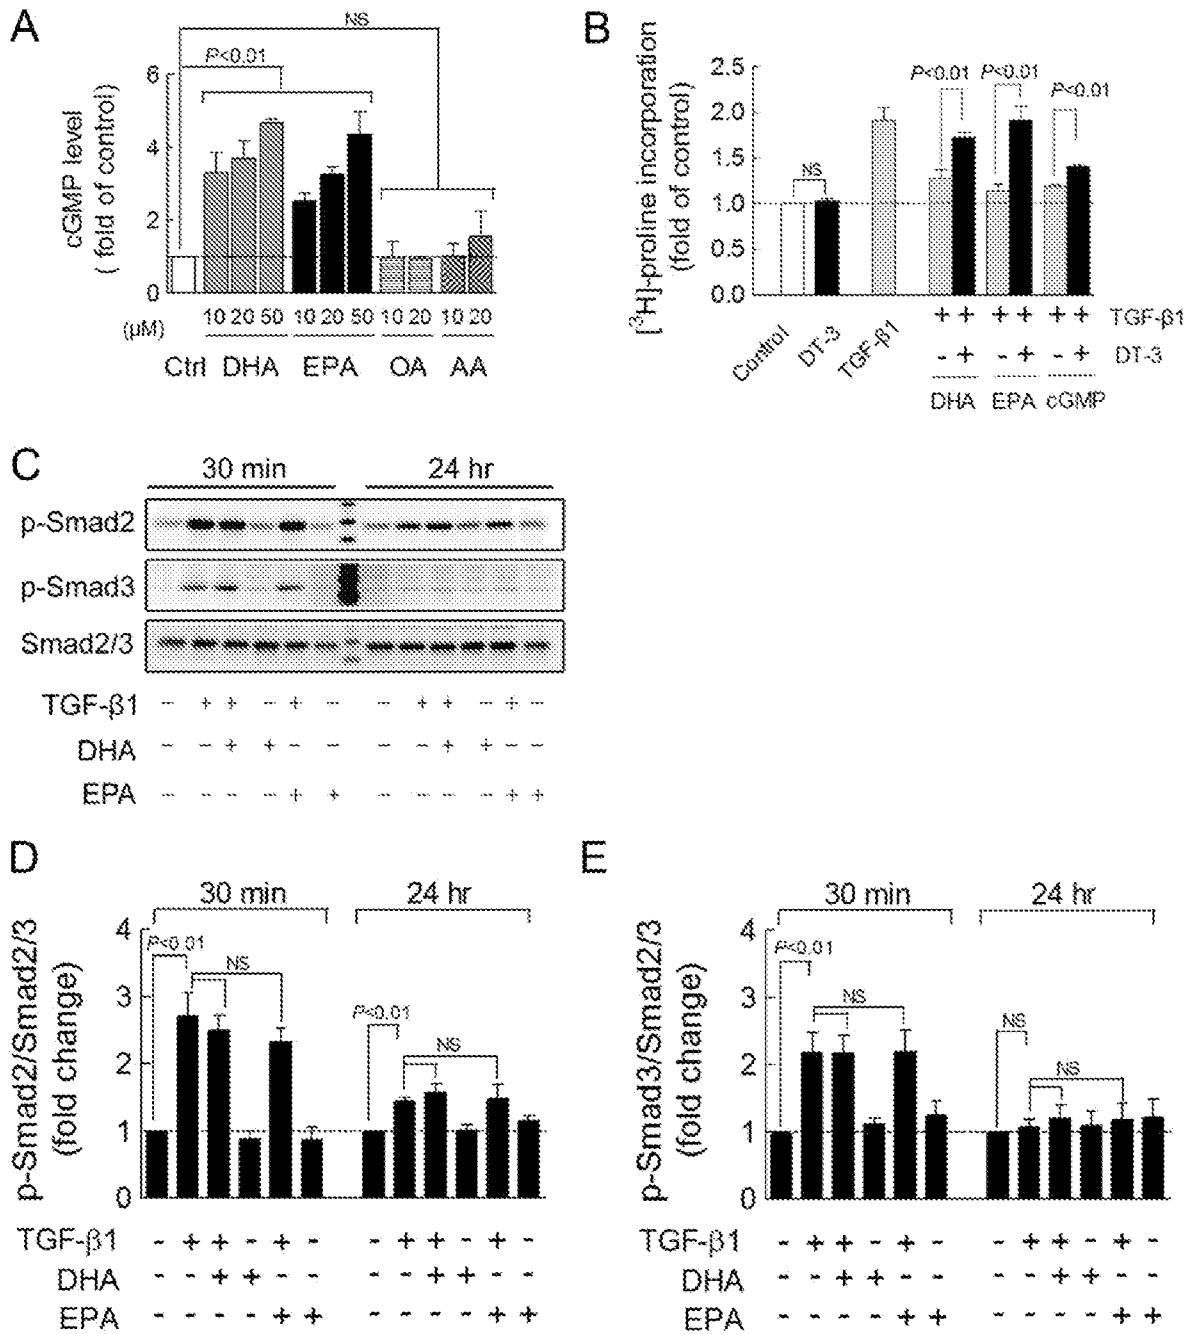 A
NS
P<0.01
cGMP level
( fold of control)
6
4
2
0
(µM)
10 20 50 10 20 50 10 20 10 20
Ctrl DHA EPA OA AA
B
[³H]-proline incorporation
(fold of control)
2.5
2.0
1.5
1.0
0.5
0.0
NS
P<0.01 P<0.01 P<0.01
Control DT-3 TGF-β1
+ + + + + + TGF-β1
- + - + - + DT-3
DHA EPA cGMP
C
30 min 24 hr
p-Smad2
p-Smad3
Smad2/3
TGF-β1 - + + - + - - + + - + -
DHA - - + + - - - - + + - -
EPA - - - - + + - - - - + +
D
30 min 24 hr
p-Smad2/Smad2/3
(fold change)
4
3
2
1
0
P<0.01 NS
P<0.01 NS
TGF-β1 - + + - + - - + + - + -
DHA - - + + - - - - + + - -
EPA - - - - + + - - - - + +
E
30 min 24 hr
p-Smad3/Smad2/3
(fold change)
4
3
2
1
0
P<0.01 NS
NS NS
TGF-β1 - + + - + - - + + - + -
DHA - - + + - - - - + + - -
EPA - - - - + + - - - - + +